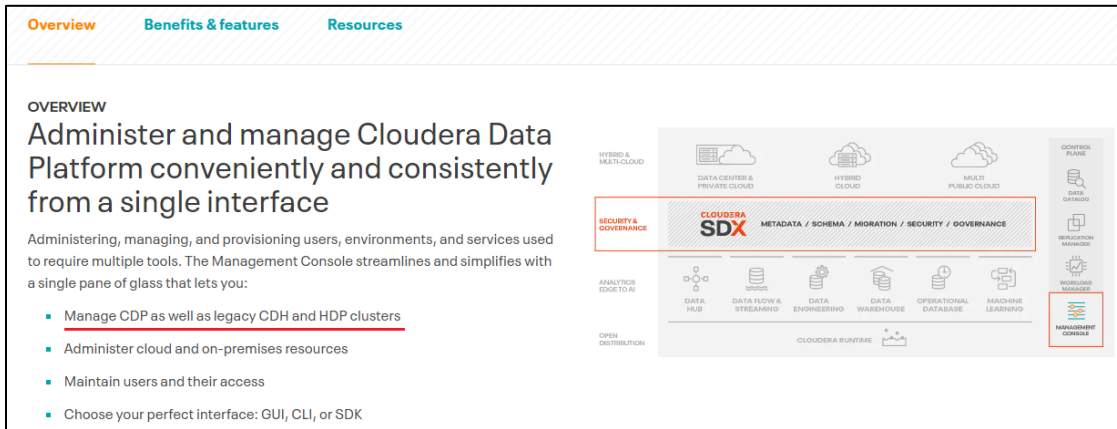 Overview Benefits & features Resources
OVERVIEW
Administer and manage Cloudera Data
Platform conveniently and consistently
from a single interface
Administering, managing, and provisioning users, environments, and services used
to require multiple tools. The Management Console streamlines and simplifies with
a single pane of glass that lets you:
Manage CDP as well as legacy CDH and HDP clusters
Administer cloud and on-premises resources
Maintain users and their access
Choose your perfect interface: GUI, CLI, or SDK
HYBRID &
MULTI-CLOUD
DATA CENTER &
PRIVATE CLOUD
HYBRID
CLOUD
MULTI
PUBLIC CLOUD
SECURITY &
GOVERNANCE
CLOUDERA
SDX
METADATA / SCHEMA / MIGRATION / SECURITY / GOVERNANCE
ANALYTICS
EDGE TO AI
DATA
HUB
DATA FLOW &
STREAMING
DATA
ENGINEERING
DATA
WAREHOUSE
OPERATIONAL
DATABASE
MACHINE
LEARNING
OPEN
DISTRIBUTION
CLOUDERA RUNTIME
CONTROL
PLANE
DATA
CATALOG
REPLICATION
MANAGER
WORKLOAD
MANAGER
MANAGEMENT
CONSOLE